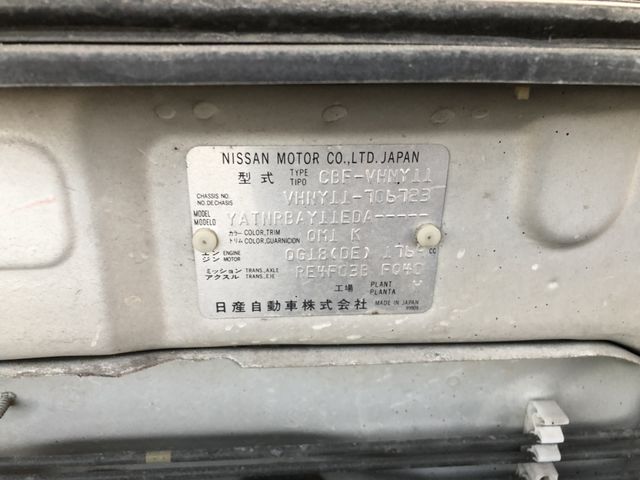 NISSAN MOTOR CO.,LTD.JAPAN
型式 TYPE TIPO CBF-VHNY11
CHASSIS NO. NO.DE CHASIS VHNY11-706723
MODEL MODELO YATNRBAY11EDA-----
カラー COLOR,TRIM トリム COLOR,GUARNICION QM1 K
エンジン ENGINE MOTOR QG18(DE) cc
ミッション TRANS.,AXLE アクスル TRANS.,EJE RE4F03B FQ40
工場 PLANT PLANTA
日産自動車株式会社 MADE IN JAPAN